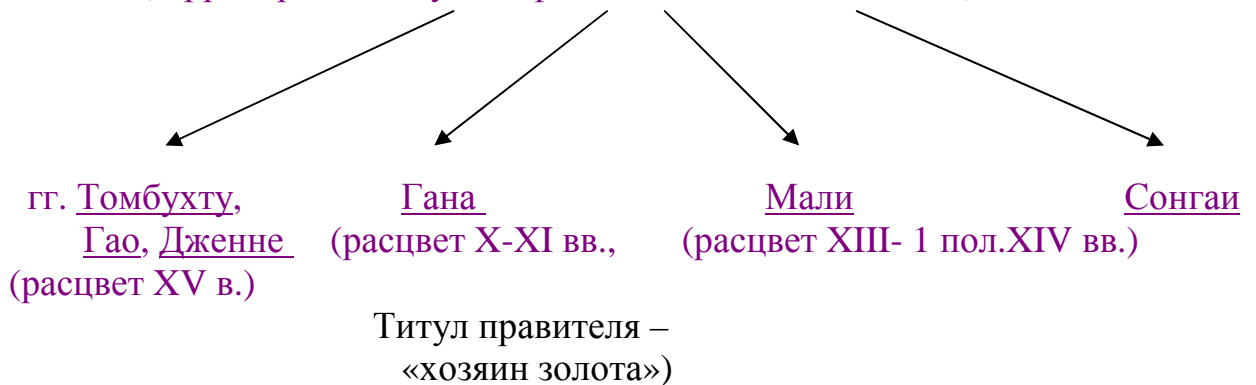 гг. Томбухту,
Гао, Дженне
(расцвет XV в.)
Гана
(расцвет X-XI вв.,
Титул правителя –
«хозяин золота»)
Мали
(расцвет XIII- 1 пол.XIV вв.)
Сонгаи